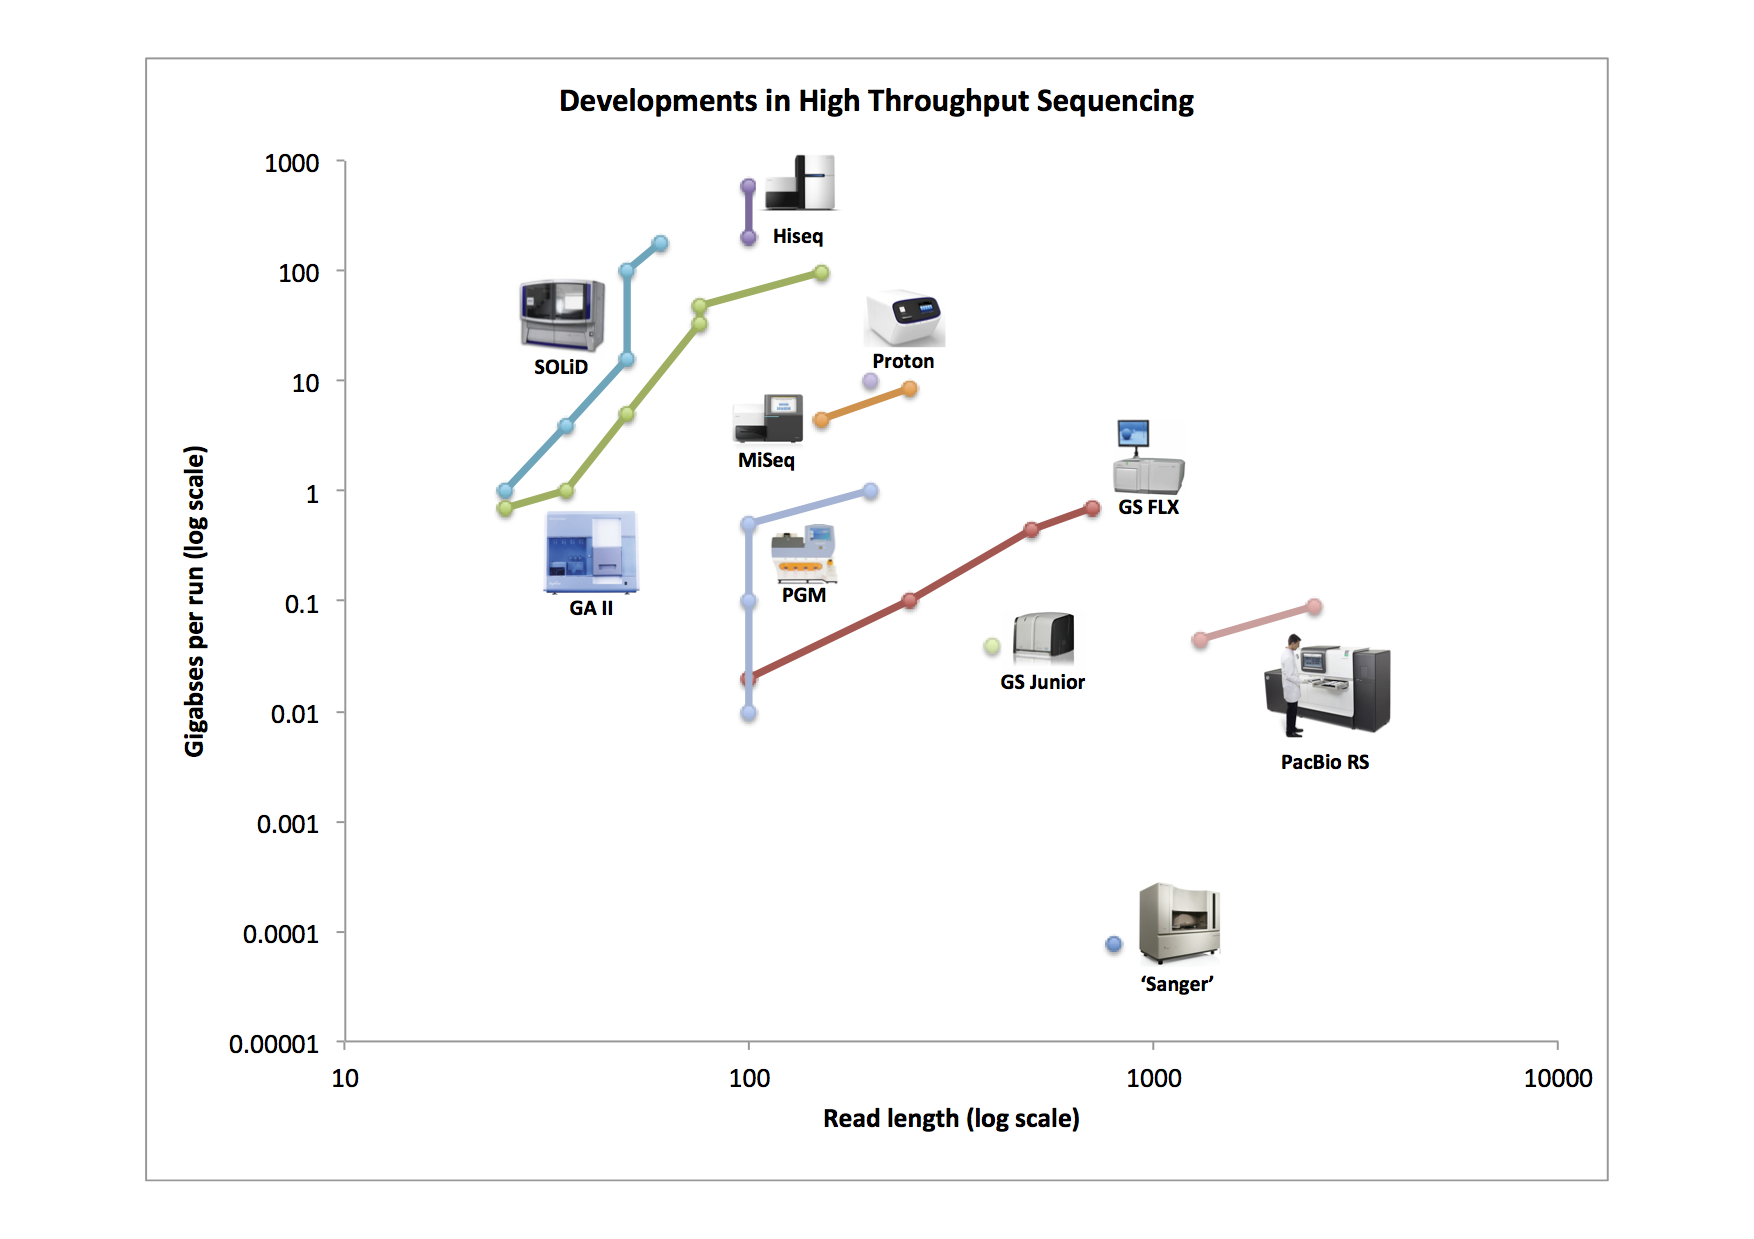 Developments in High Throughput Sequencing
1000
100
10
1
0.1
0.01
0.001
0.0001
0.00001
Gigabses per run (log scale)
Hiseq
SOLiD
Proton
MiSeq
GS FLX
GA II
PGM
GS Junior
PacBio RS
‘Sanger’
10
100
1000
10000
Read length (log scale)